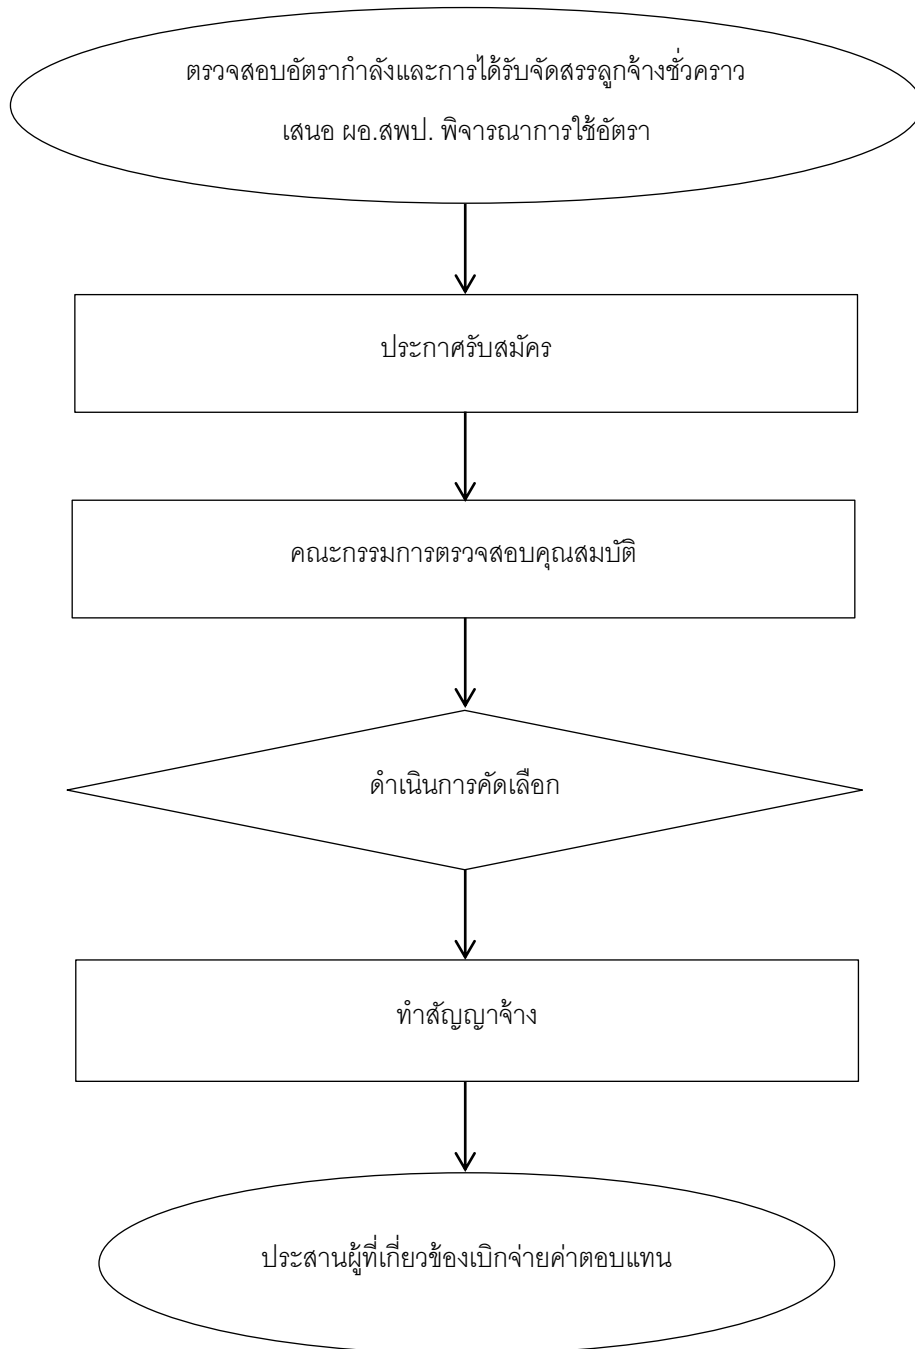 ตรวจสอบอัตรากำลังและการได้รับจัดสรรลูกจ้างชั่วคราว
เสนอ ผอ.สพป. พิจารณาการใช้อัตรา
ประกาศรับสมัคร
คณะกรรมการตรวจสอบคุณสมบัติ
ดำเนินการคัดเลือก
ทำสัญญาจ้าง
ประสานผู้ที่เกี่ยวข้องเบิกจ่ายค่าตอบแทน